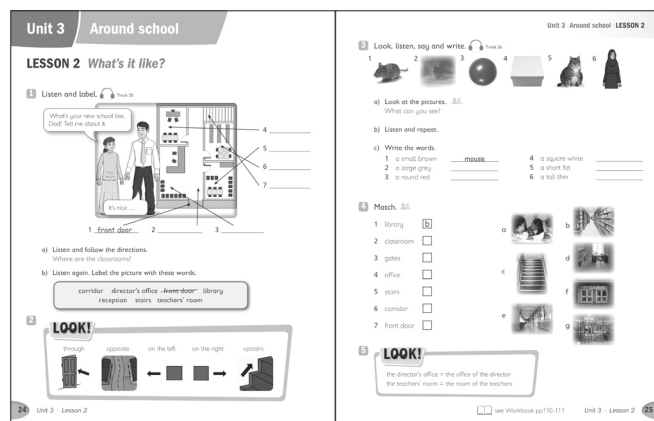 Unit 3 Around school
LESSON 2 What's it like?
1 Listen and label. Track 25
What's your new school like,
Dad? Tell me about it.
It's nice ...
4
5
6
7
1 front door 2 3
a) Listen and follow the directions.
Where are the classrooms?
b) Listen again. Label the picture with these words.
corridor director's office front door library
reception stairs teachers' room
2 LOOK!
through opposite on the left on the right upstairs
24 Unit 3 · Lesson 2
Unit 3 · Around school LESSON 2
3 Look, listen, say and write. Track 26
1 2 3 4 5 6
a) Look at the pictures.
What can you see?
b) Listen and repeat.
c) Write the words.
1 a small brown mouse
2 a large grey
3 a round red
4 a square white
5 a short fat
6 a tall thin
4 Match.
1 library b
2 classroom
3 gates
4 office
5 stairs
6 corridor
7 front door
a b
c d
e f
g
5 LOOK!
the director's office = the office of the director
the teachers' room = the room of the teachers
see Workbook pp110-111
Unit 3 · Lesson 2 25